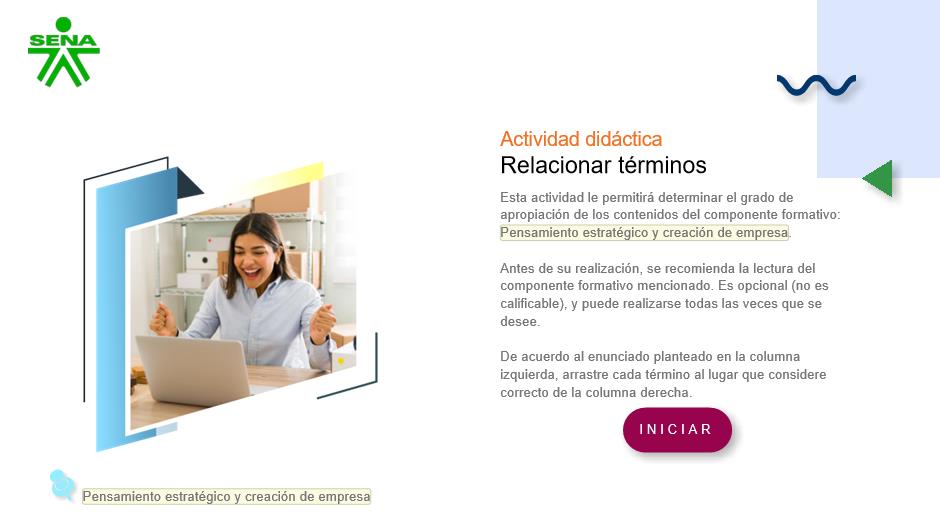 SENA
Actividad didáctica
Relacionar términos
Esta actividad le permitirá determinar el grado de
apropiación de los contenidos del componente formativo:
Pensamiento estratégico y creación de empresa.
Antes de su realización, se recomienda la lectura del
componente formativo mencionado. Es opcional (no es
calificable), y puede realizarse todas las veces que se
desee.
De acuerdo al enunciado planteado en la columna
izquierda, arrastre cada término al lugar que considere
correcto de la columna derecha.
INICIAR
Pensamiento estratégico y creación de empresa